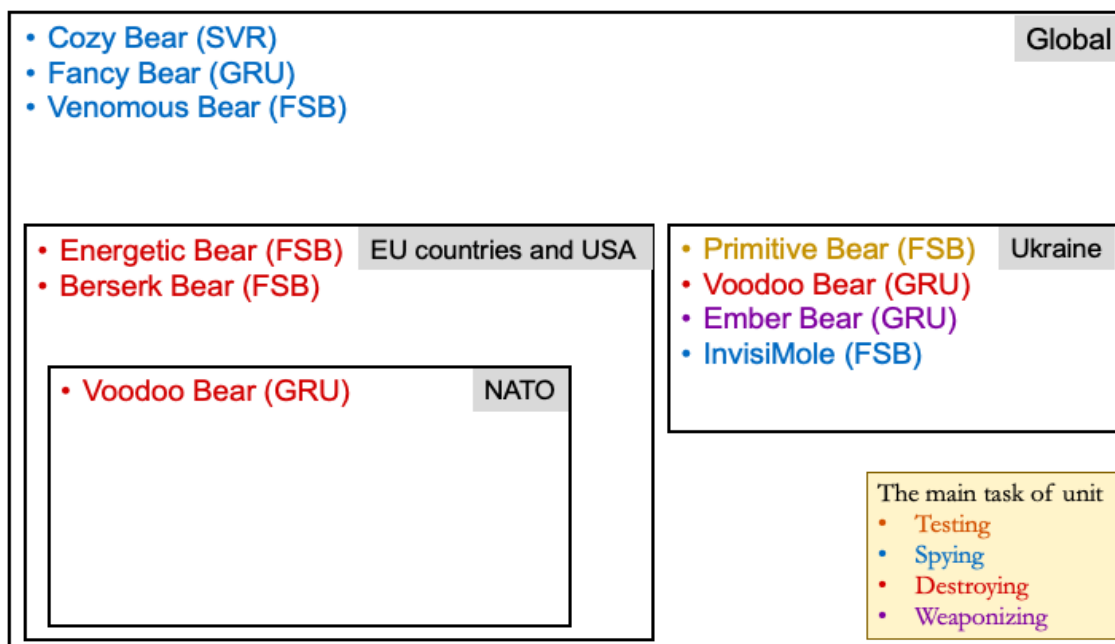 • Cozy Bear (SVR)
• Fancy Bear (GRU)
• Venomous Bear (FSB)
Global
• Energetic Bear (FSB)
• Berserk Bear (FSB)
EU countries and USA
• Voodoo Bear (GRU)
NATO
• Primitive Bear (FSB)
• Voodoo Bear (GRU)
• Ember Bear (GRU)
• InvisiMole (FSB)
Ukraine
The main task of unit
• Testing
• Spying
• Destroying
• Weaponizing